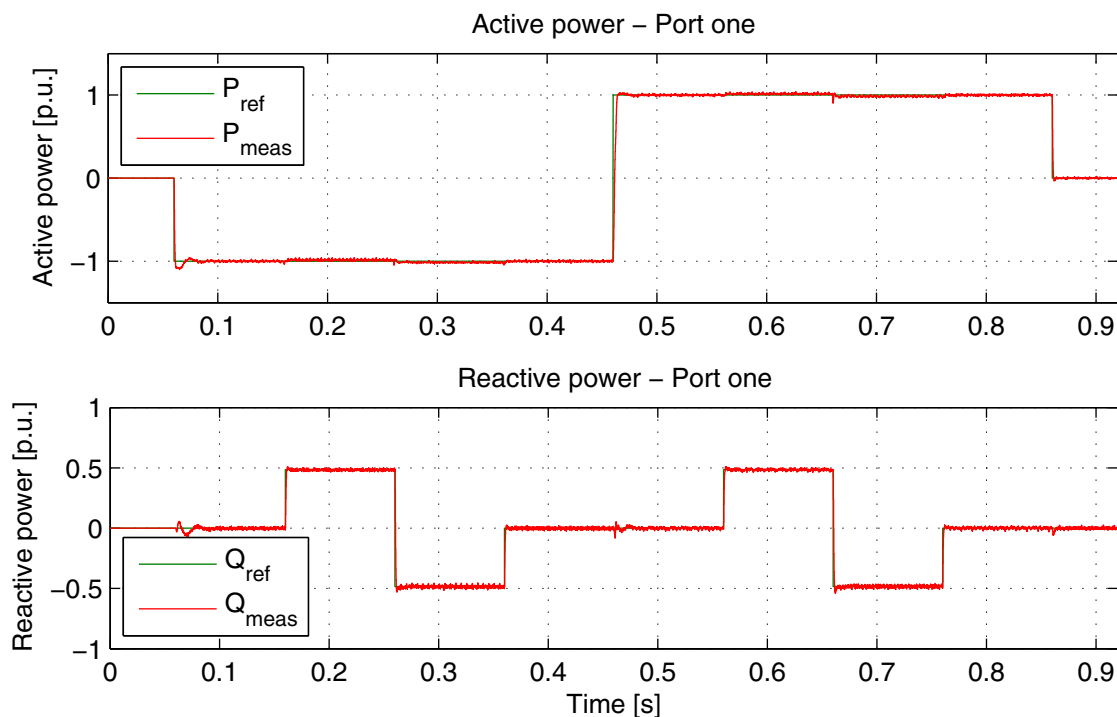 Active power – Port one
Active power [p.u.]
1
0
−1
P_ref
P_meas
0 0.1 0.2 0.3 0.4 0.5 0.6 0.7 0.8 0.9
Reactive power – Port one
Reactive power [p.u.]
1
0.5
0
−0.5
−1
Q_ref
Q_meas
0 0.1 0.2 0.3 0.4 0.5 0.6 0.7 0.8 0.9
Time [s]